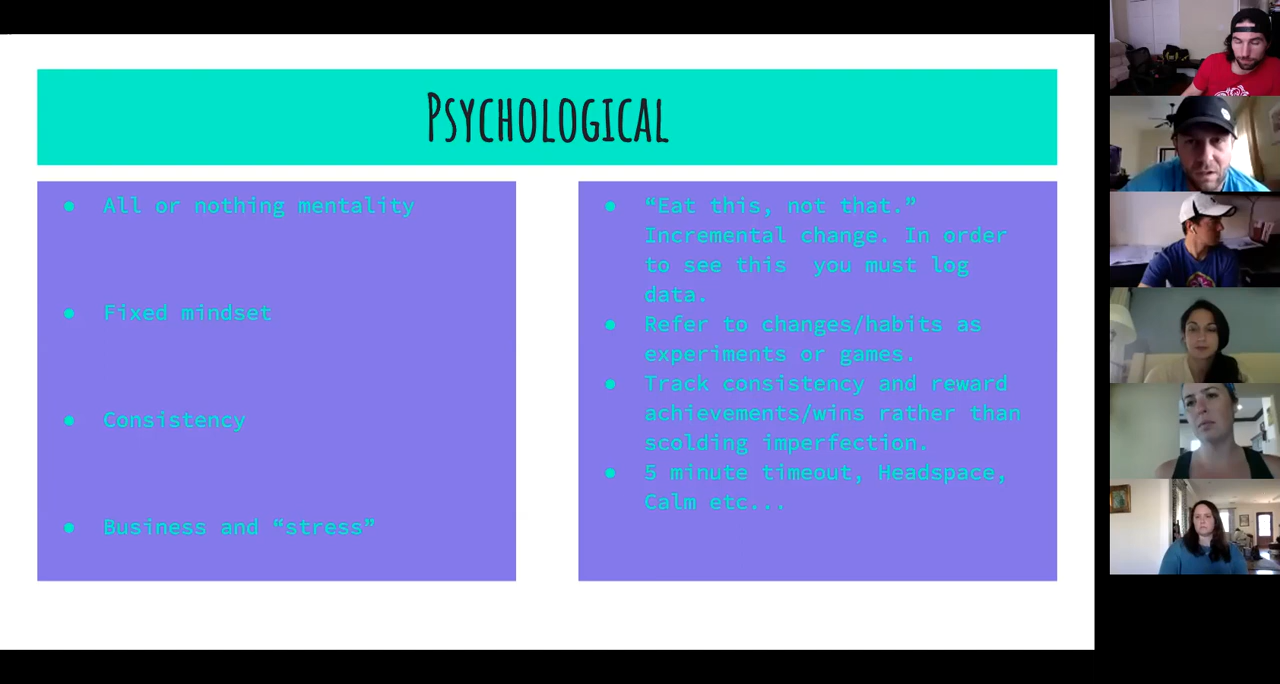 Psychological
All or nothing mentality
Fixed mindset
Consistency
Business and “stress”
“Eat this, not that.”
Incremental change. In order
to see this  you must log
data.
Refer to changes/habits as
experiments or games.
Track consistency and reward
achievements/wins rather than
scolding imperfection.
5 minute timeout, Headspace,
Calm etc...